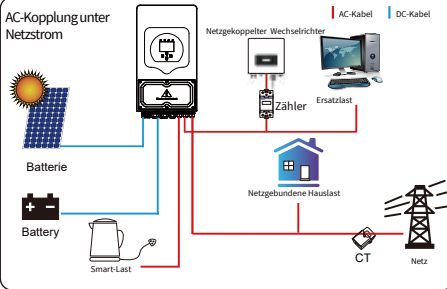 AC-Kopplung unter
Netzstrom
AC-Kabel
DC-Kabel
Netzgekoppelter Wechselrichter
Zähler
Ersatzlast
Batterie
Netzgebundene Hauslast
Battery
Smart-Last
CT
Netz